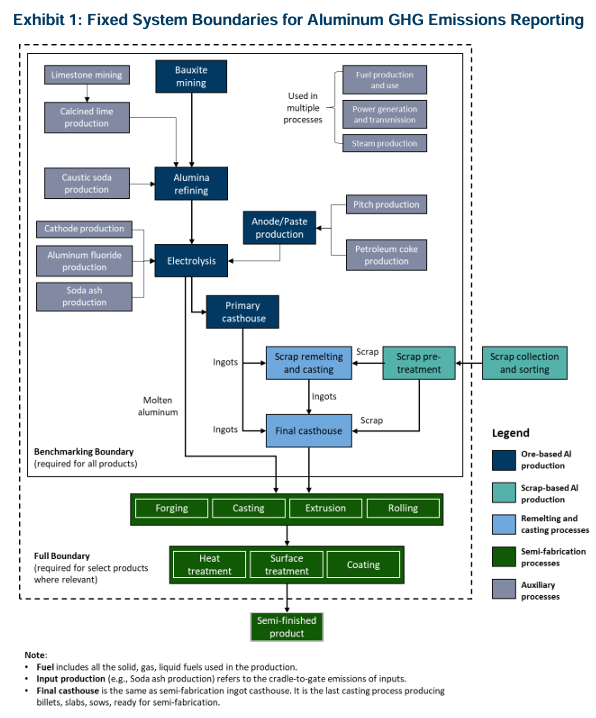 Exhibit 1: Fixed System Boundaries for Aluminum GHG Emissions Reporting
Limestone mining
Bauxite
mining
Used in
multiple
processes
Fuel production
and use
Power generation
and transmission
Steam production
Calcined lime
production
Caustic soda
production
Alumina
refining
Cathode production
Aluminum fluoride
production
Soda ash
production
Electrolysis
Anode/Paste
production
Pitch production
Petroleum coke
production
Primary
casthouse
Ingots
Scrap remelting
and casting
Scrap
Scrap pre-
treatment
Scrap collection
and sorting
Ingots
Molten
aluminum
Ingots
Final casthouse
Scrap
Benchmarking Boundary
(required for all products)
Legend
Ore-based Al
production
Scrap-based Al
production
Remelting and
casting processes
Semi-fabrication
processes
Auxiliary
processes
Forging
Casting
Extrusion
Rolling
Full Boundary
(required for select products
where relevant)
Heat
treatment
Surface
treatment
Coating
Semi-finished
product
Note:
• Fuel includes all the solid, gas, liquid fuels used in the production.
• Input production (e.g., Soda ash production) refers to the cradle-to-gate emissions of inputs.
• Final casthouse is the same as semi-fabrication ingot casthouse. It is the last casting process producing
billets, slabs, sows, ready for semi-fabrication.